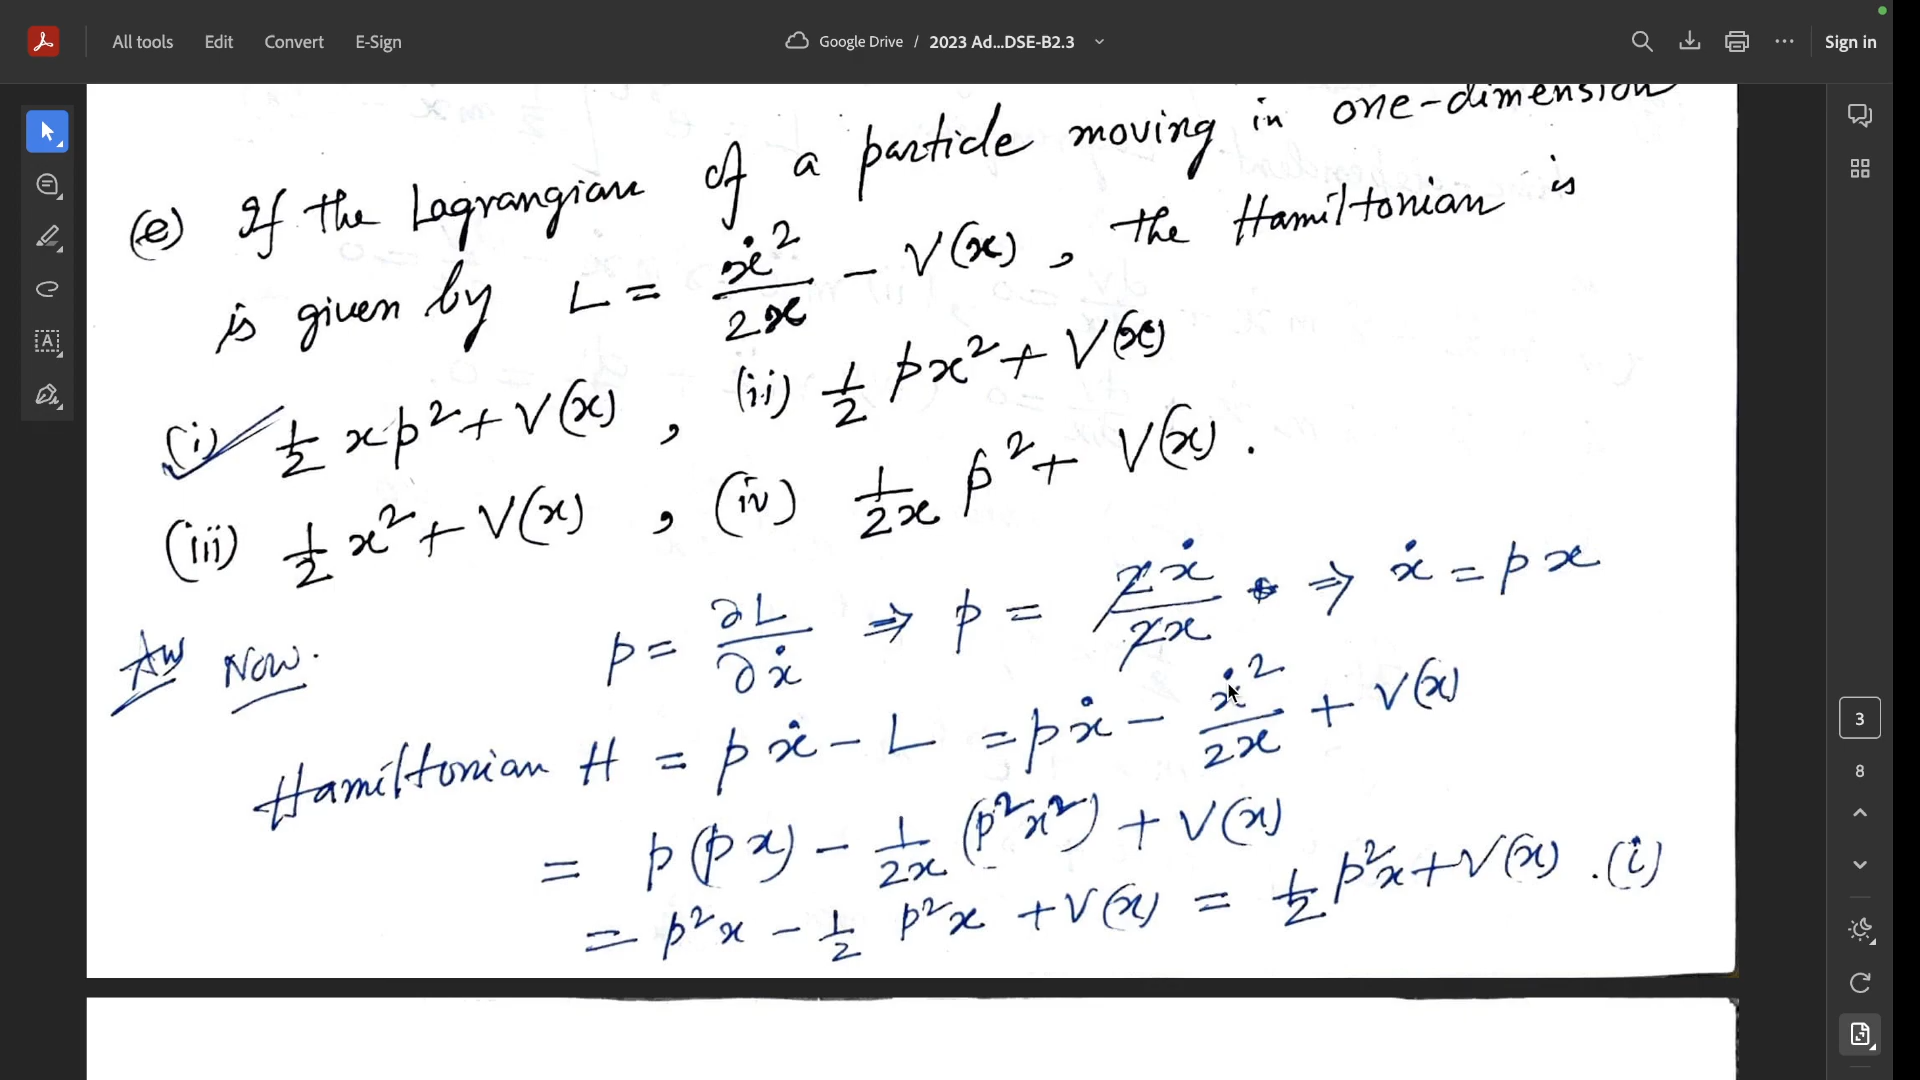 All tools Edit Convert E-Sign Google Drive / 2023 Ad...DSE-B2.3 Sign in
(e) If the Lagrangian of a particle moving in one-dimension
is given by L = ẋ²/2x - V(x), the Hamiltonian is
(i) 1/2 xp² + V(x), (ii) 1/2 px² + V(x)
(iii) 1/2 x² + V(x), (iv) 1/2x p² + V(x).
Ans Now. p = ∂L/∂ẋ ⇒ p = 2ẋ/2x ⇒ ẋ = px
Hamiltonian H = pẋ - L = pẋ - ẋ²/2x + V(x)
= p(px) - 1/2x (p²x²) + V(x)
= p²x - 1/2 p²x + V(x) = 1/2 p²x + V(x). (i)
3
8